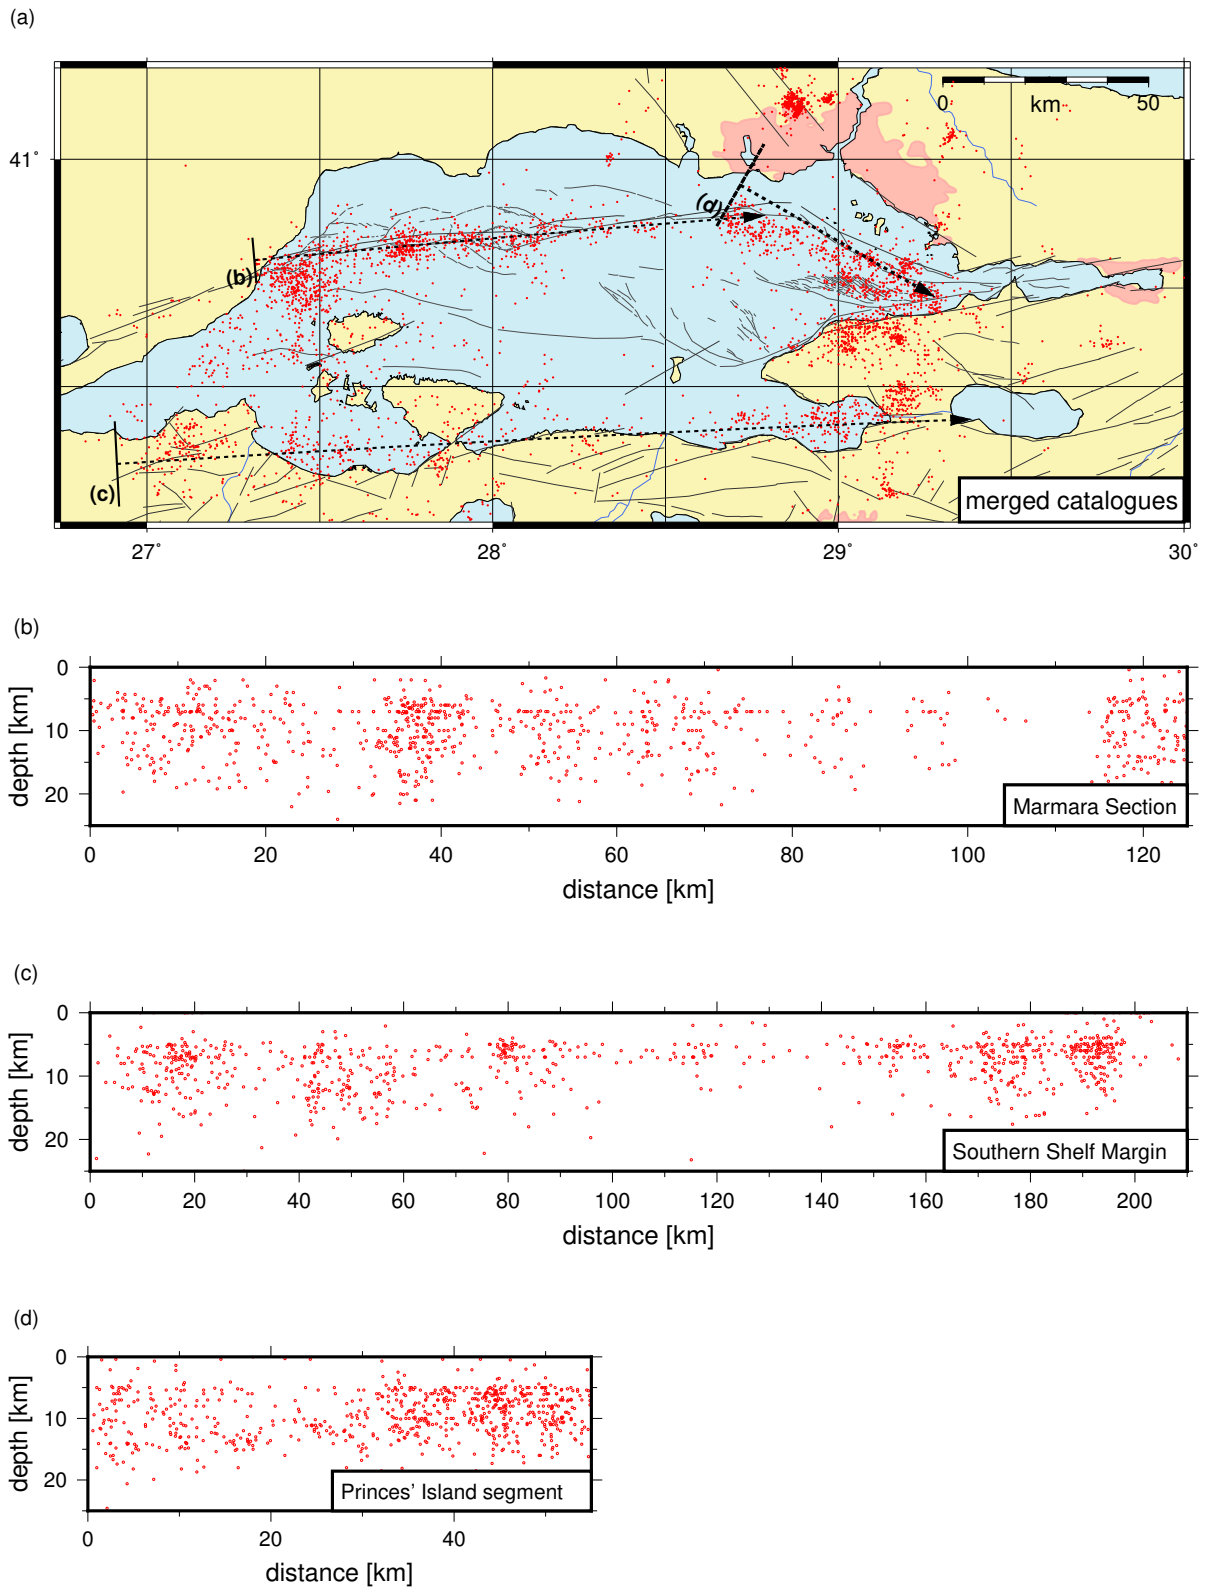 (a)
0 km 50
41°
(d)
(b)
(c)
merged catalogues
27° 28° 29° 30°
(b)
0
10
20
depth [km]
Marmara Section
0 20 40 60 80 100 120
distance [km]
(c)
0
10
20
depth [km]
Southern Shelf Margin
0 20 40 60 80 100 120 140 160 180 200
distance [km]
(d)
0
10
20
depth [km]
Princes' Island segment
0 20 40
distance [km]